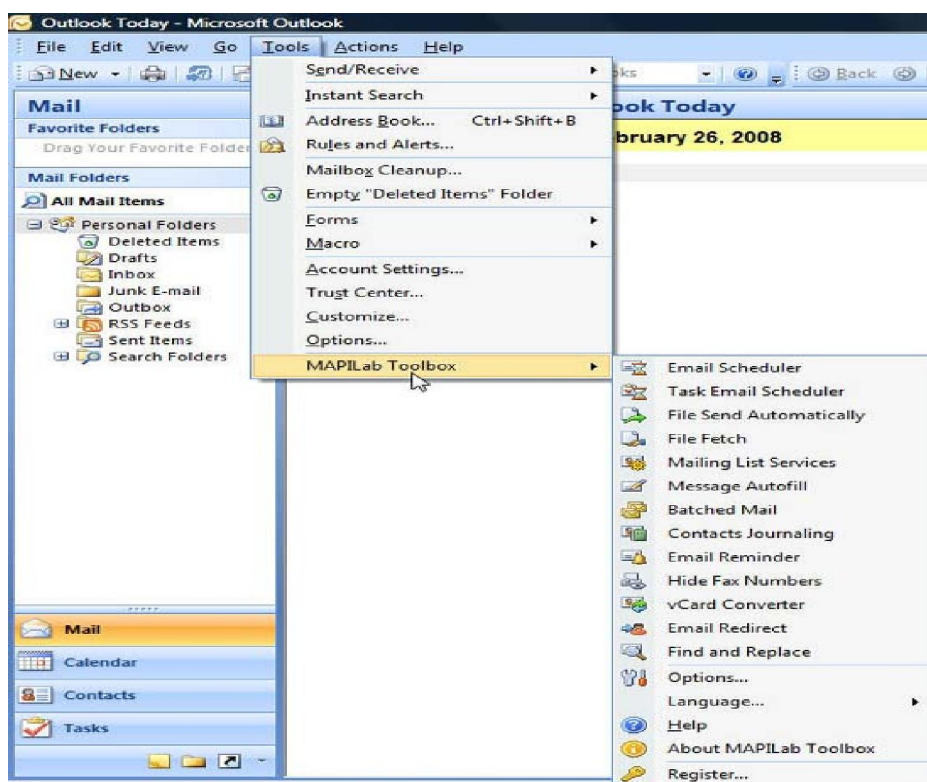 Outlook Today - Microsoft Outlook
File Edit View Go Tools Actions Help
New
Back
Mail
Favorite Folders
Drag Your Favorite Folder
Mail Folders
All Mail Items
Personal Folders
Deleted Items
Drafts
Inbox
Junk E-mail
Outbox
RSS Feeds
Sent Items
Search Folders
Mail
Calendar
Contacts
Tasks
Send/Receive
Instant Search
Address Book... Ctrl+Shift+B
Rules and Alerts...
Mailbox Cleanup...
Empty "Deleted Items" Folder
Forms
Macro
Account Settings...
Trust Center...
Customize...
Options...
MAPILab Toolbox
ook Today
bruary 26, 2008
Email Scheduler
Task Email Scheduler
File Send Automatically
File Fetch
Mailing List Services
Message Autofill
Batched Mail
Contacts Journaling
Email Reminder
Hide Fax Numbers
vCard Converter
Email Redirect
Find and Replace
Options...
Language...
Help
About MAPILab Toolbox
Register...